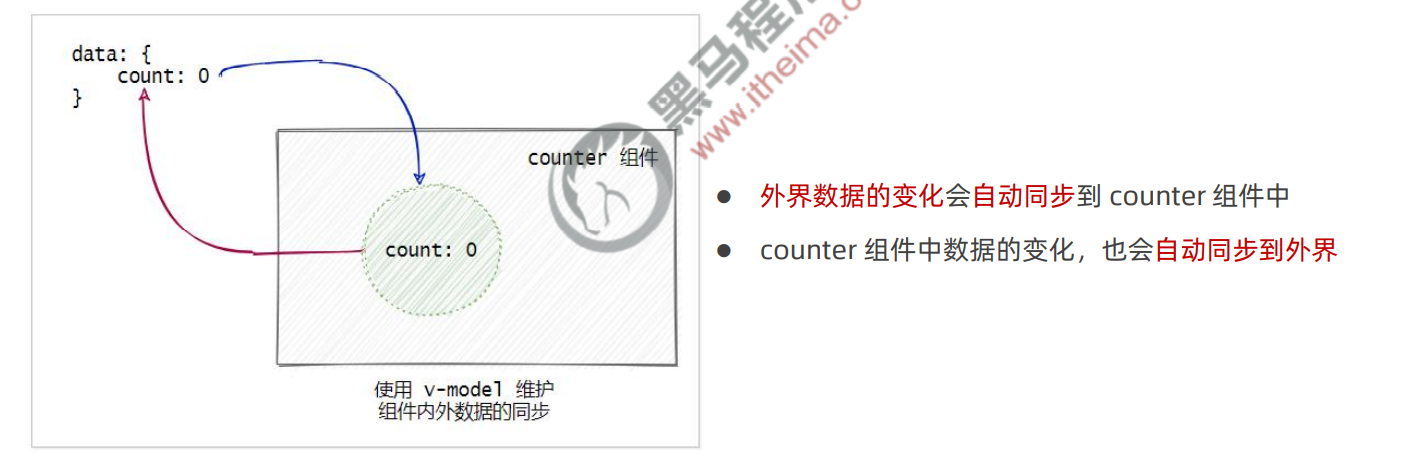 data: {
count: 0
}
counter 组件
count: 0
使用 v-model 维护
组件内外数据的同步
黑马程
www.itheima.c
● 外界数据的变化会自动同步到 counter 组件中
● counter 组件中数据的变化，也会自动同步到外界